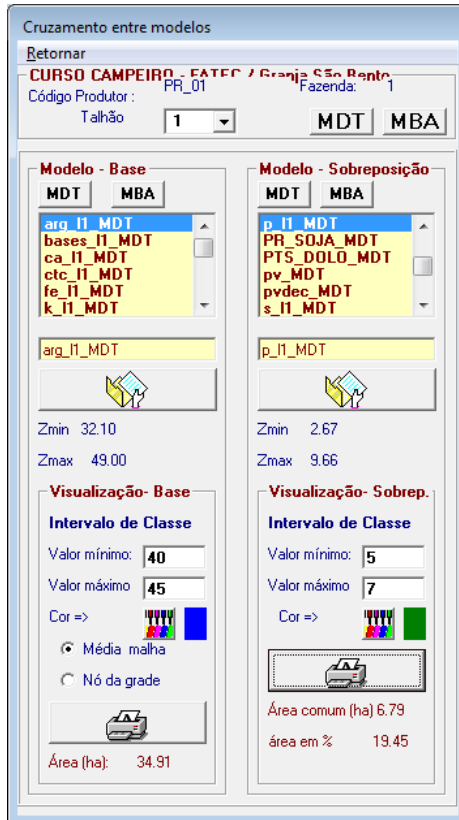 Cruzamento entre modelos
Retornar
CURSO CAMPEIRO - FATEC / Granja São Bento
Código Produtor : PR_01 Fazenda: 1
Talhão 1 MDT MBA
Modelo - Base
MDT MBA
arg_l1_MDT
bases_l1_MDT
ca_l1_MDT
ctc_l1_MDT
fe_l1_MDT
k_l1_MDT
arg_l1_MDT
Zmin 32.10
Zmax 49.00
Visualização- Base
Intervalo de Classe
Valor mínimo: 40
Valor máximo 45
Cor =>
Média malha
Nó da grade
Área (ha): 34.91
Modelo - Sobreposição
MDT MBA
p_l1_MDT
PR_SOJA_MDT
PTS_DOLO_MDT
pv_MDT
pvdec_MDT
s_l1_MDT
p_l1_MDT
Zmin 2.67
Zmax 9.66
Visualização- Sobrep.
Intervalo de Classe
Valor mínimo: 5
Valor máximo 7
Cor =>
Área comum (ha) 6.79
área em % 19.45